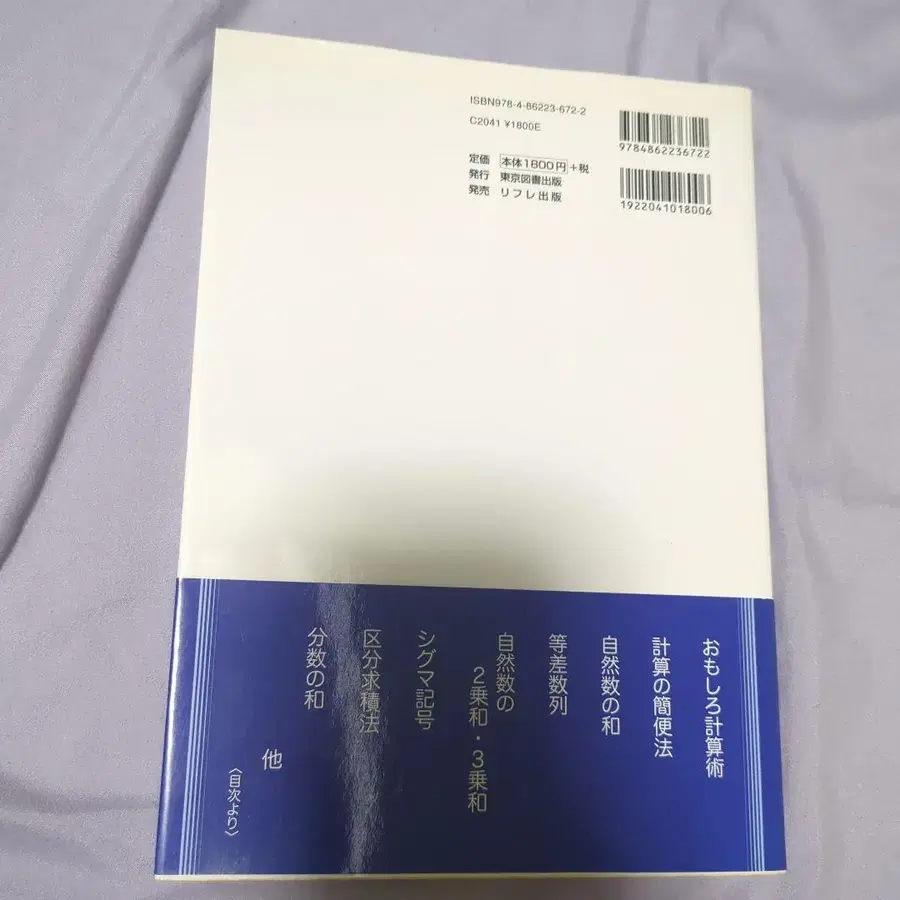 ISBN978-4-86223-672-2
C2041 ¥1800E
9784862236722
定価 本体1800円+税
発行 東京図書出版
発売 リフレ出版
1922041018006
おもしろ計算術
計算の簡便法
自然数の和
等差数列
自然数の
2乗和・3乗和
シグマ記号
区分求積法
分数の和
他
〈目次より〉